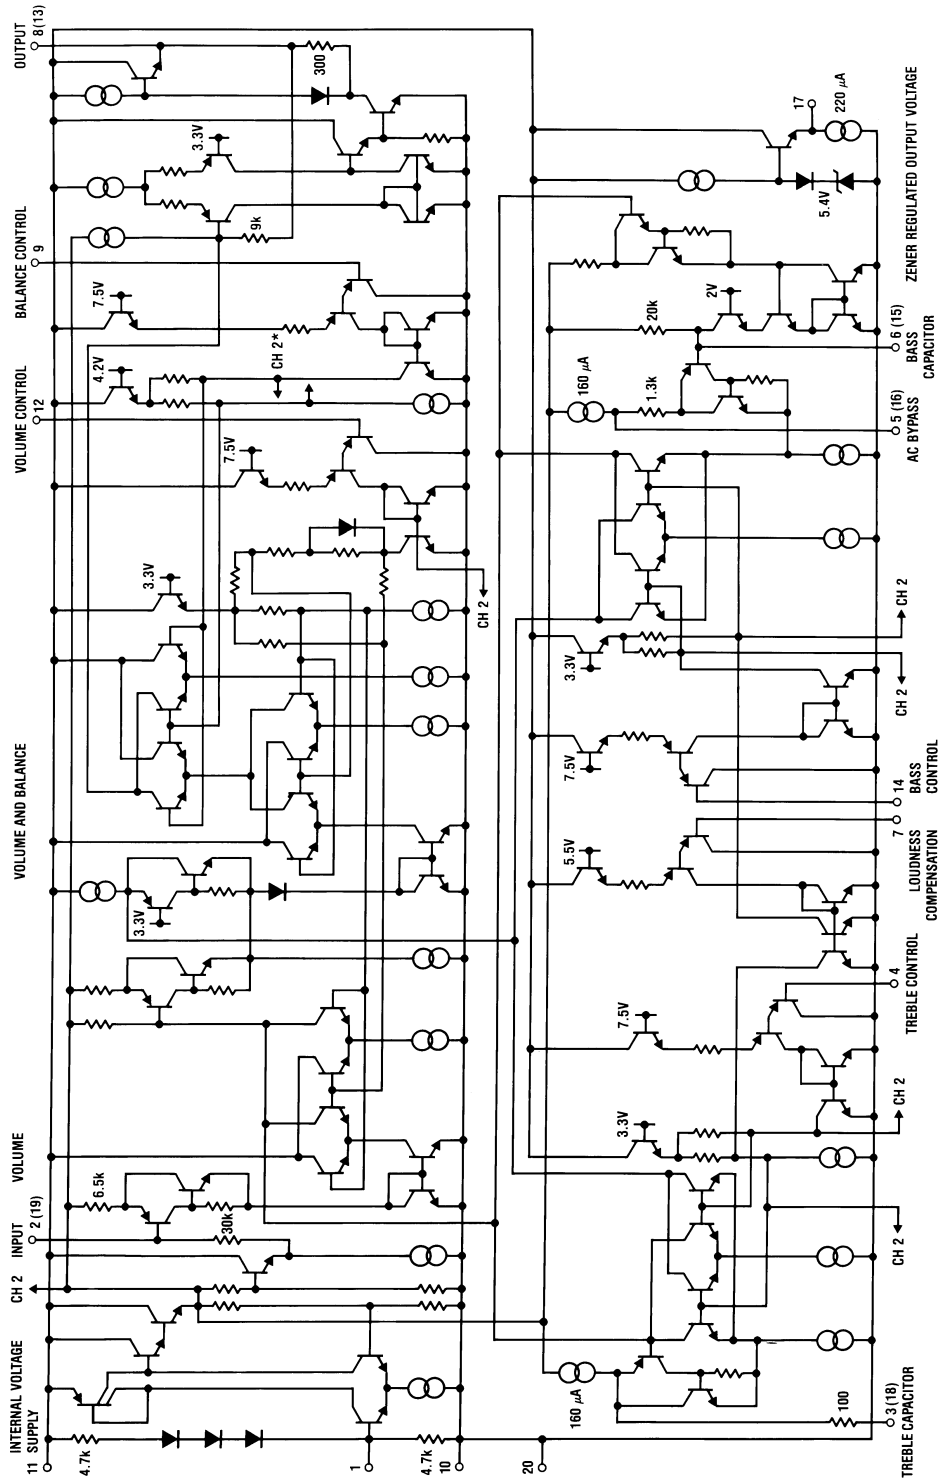 INTERNAL VOLTAGE
SUPPLY
11
CH 2
INPUT
2 (19)
VOLUME
VOLUME AND BALANCE
VOLUME CONTROL
12
BALANCE CONTROL
9
OUTPUT
8(13)
4.7k
6.5k
30k
3.3V
3.3V
7.5V
4.2V
7.5V
3.3V
9k
300
CH 2*
CH 2
1
4.7k
10
20
160 µA
100
3 (18)
TREBLE CAPACITOR
3.3V
CH 2
CH 2
7.5V
4
TREBLE CONTROL
5.5V
7
LOUDNESS
COMPENSATION
7.5V
14
BASS
CONTROL
3.3V
CH 2
CH 2
160 µA
1.3k
5 (16)
AC BYPASS
20k
2V
6 (15)
BASS
CAPACITOR
5.4V
17
220 µA
ZENER REGULATED OUTPUT VOLTAGE